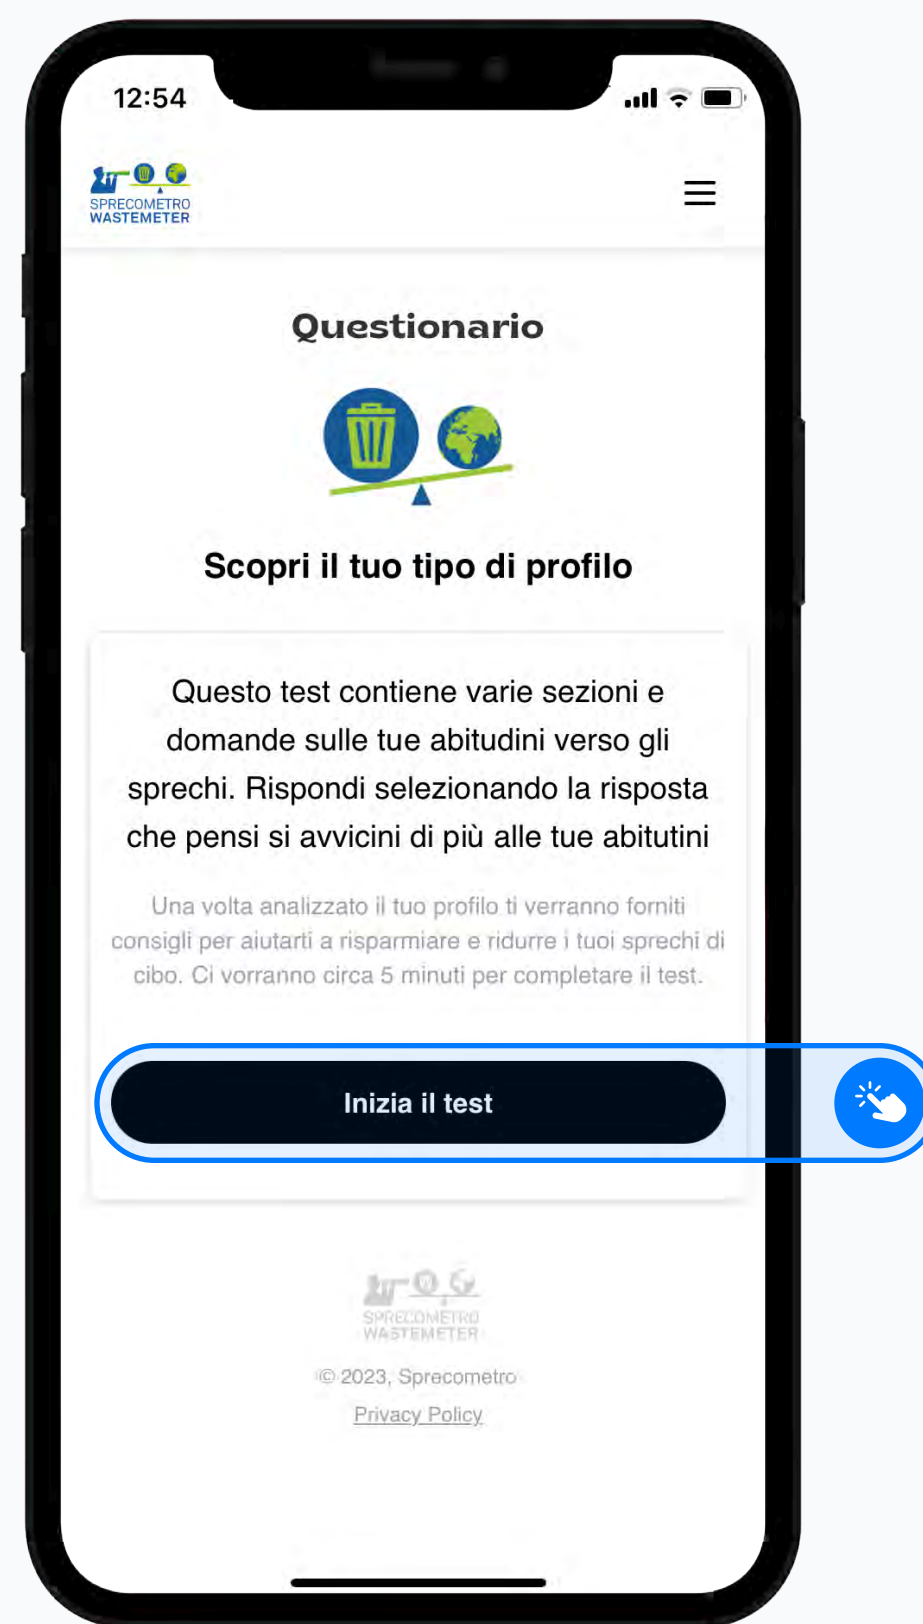 12:54
SPRECOMETRO
WASTEMETER
Questionario
Scopri il tuo tipo di profilo
Questo test contiene varie sezioni e
domande sulle tue abitudini verso gli
sprechi. Rispondi selezionando la risposta
che pensi si avvicini di più alle tue abitutini
Una volta analizzato il tuo profilo ti verranno forniti
consigli per aiutarti a risparmiare e ridurre i tuoi sprechi di
cibo. Ci vorranno circa 5 minuti per completare il test.
Inizia il test
SPRECOMETRO
WASTEMETER
© 2023, Sprecometro
Privacy Policy